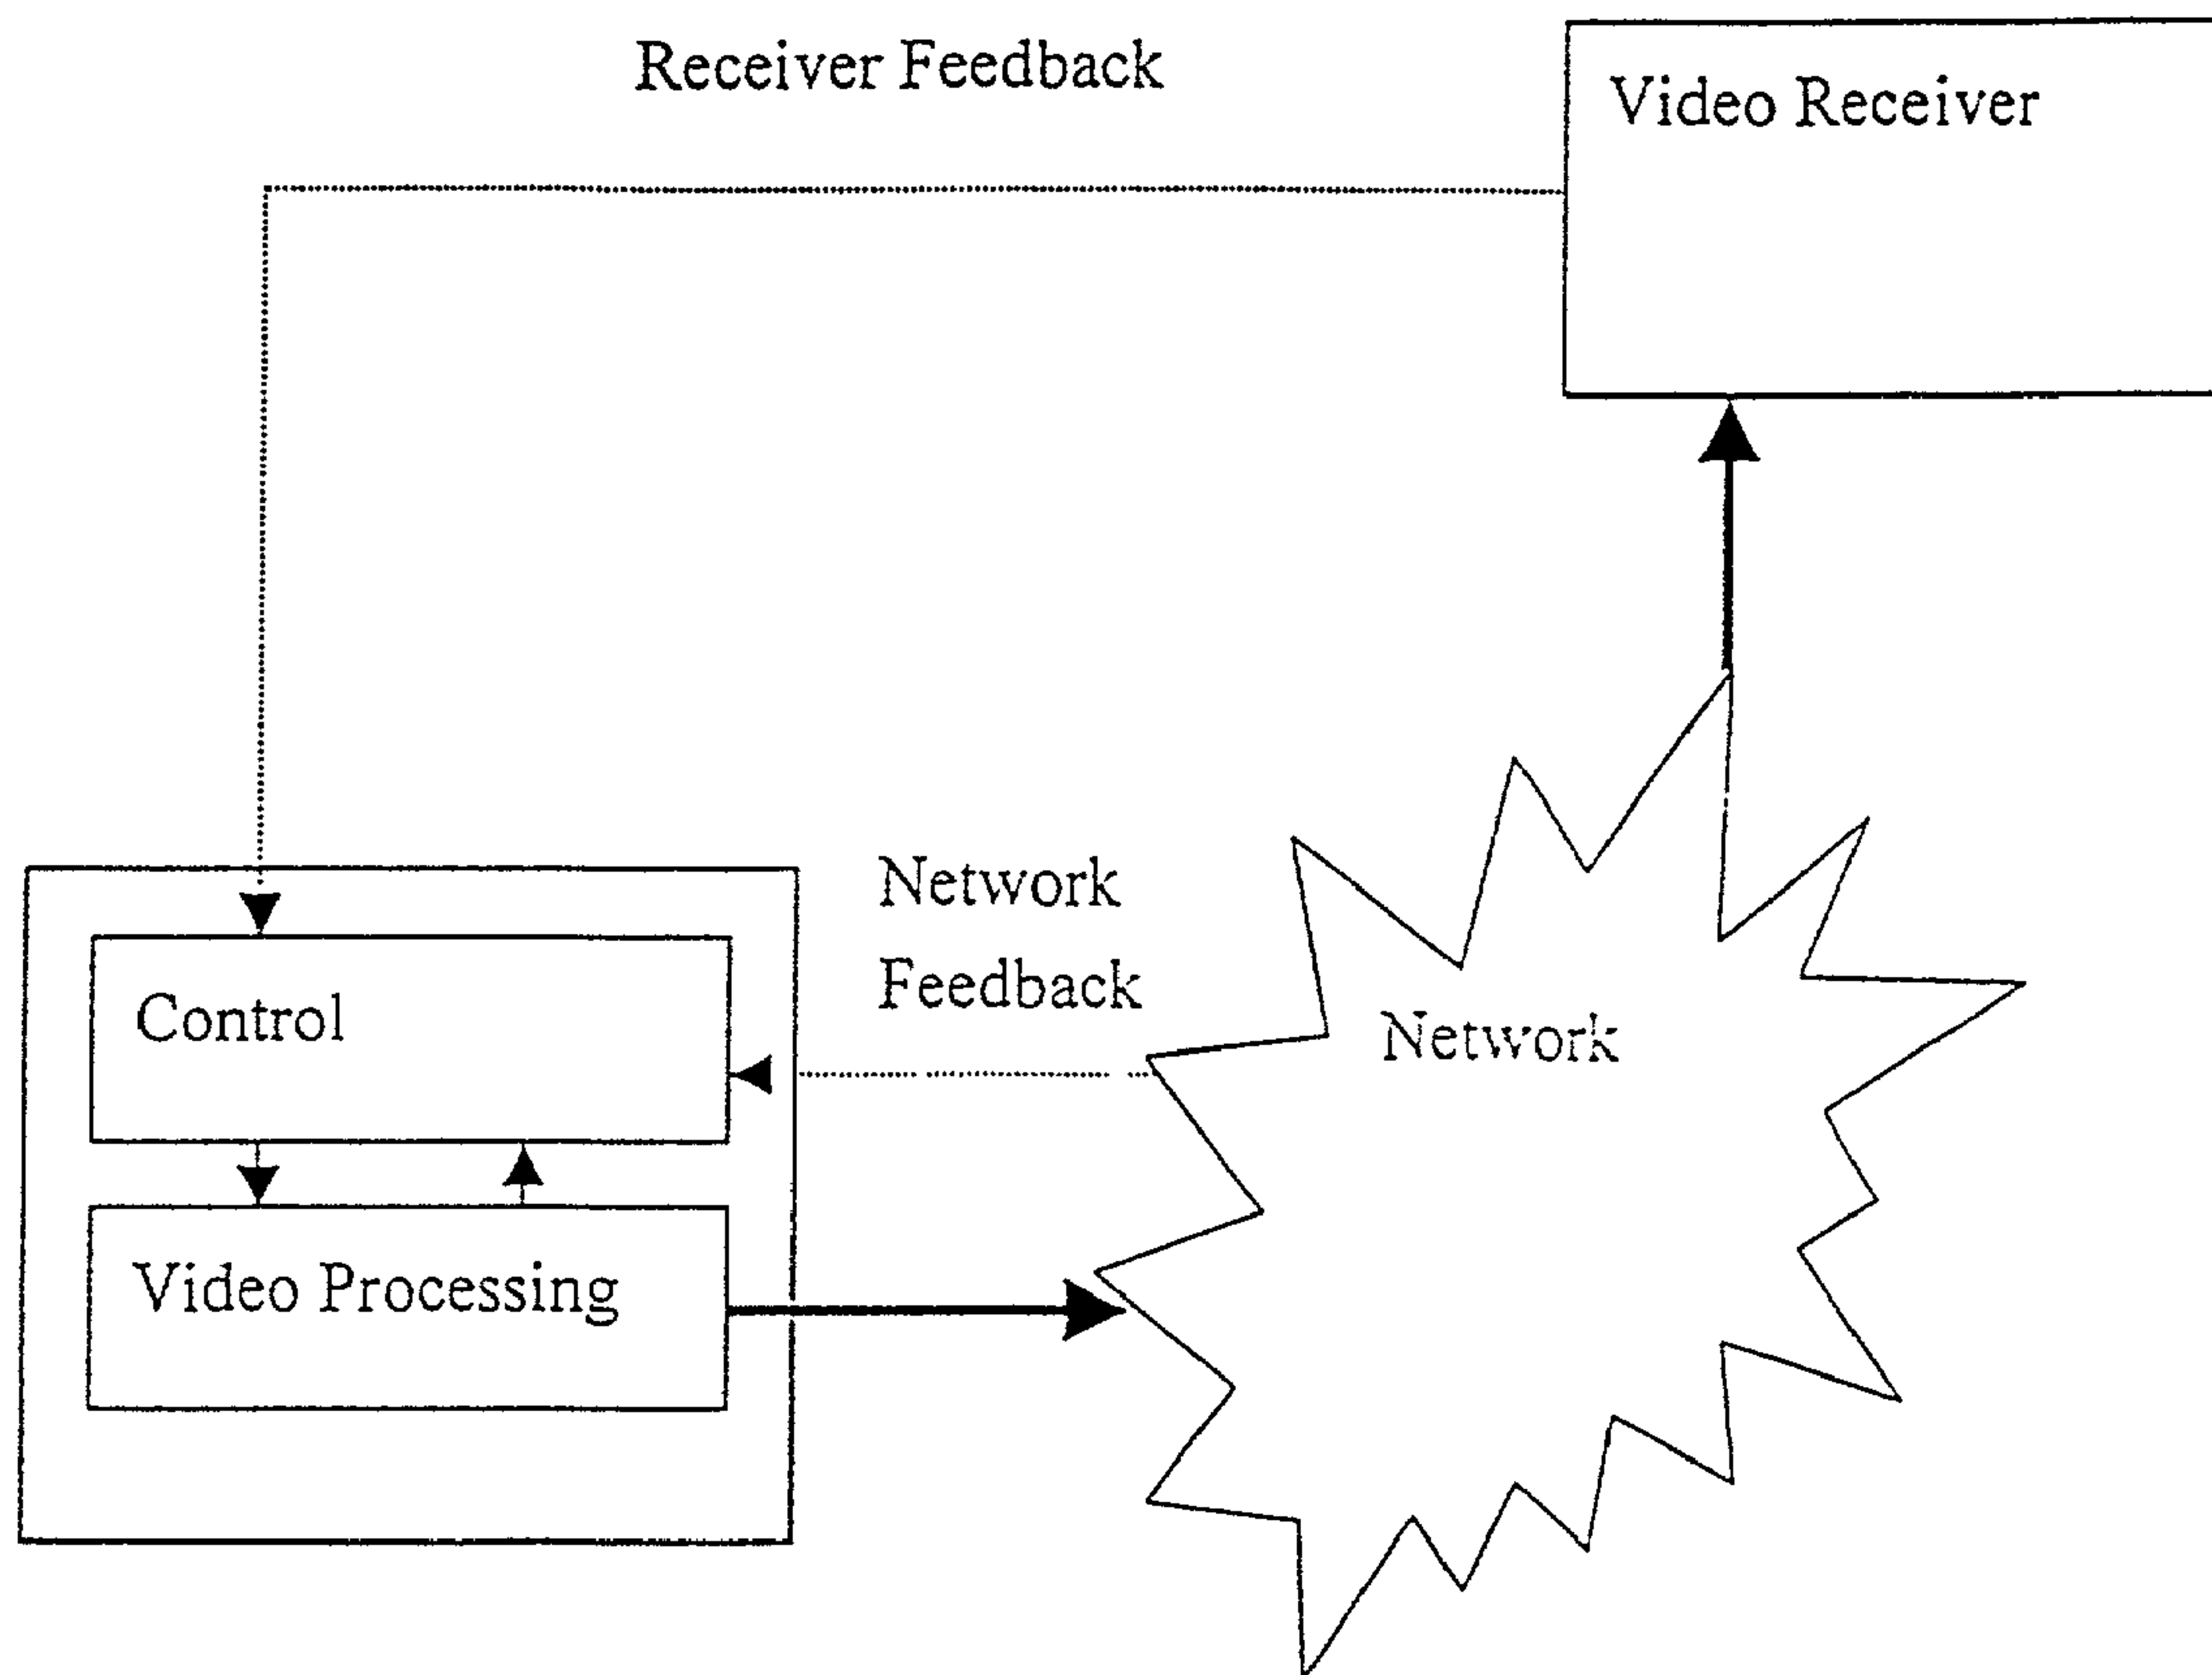 Receiver Feedback
Video Receiver
Network
Feedback
Control
Network
Video Processing